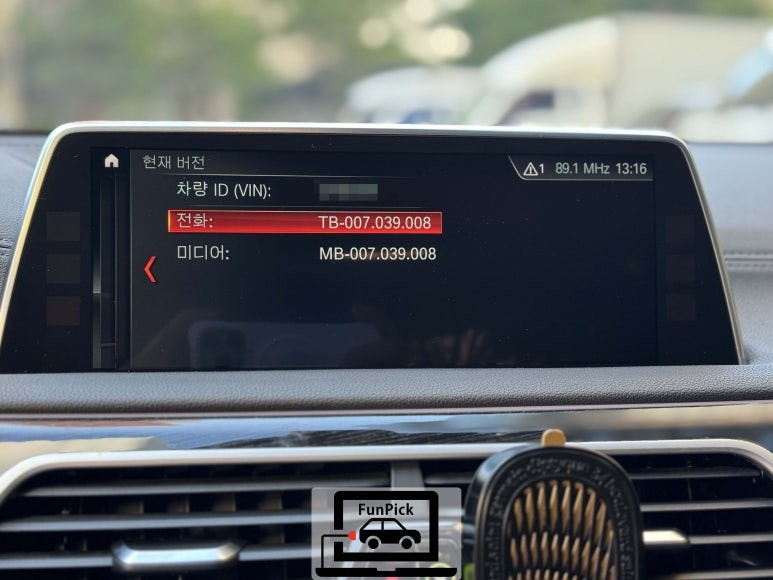 현재 버전
1 89.1 MHz 13:16
차량 ID (VIN):
전화: TB-007.039.008
미디어: MB-007.039.008
FunPick